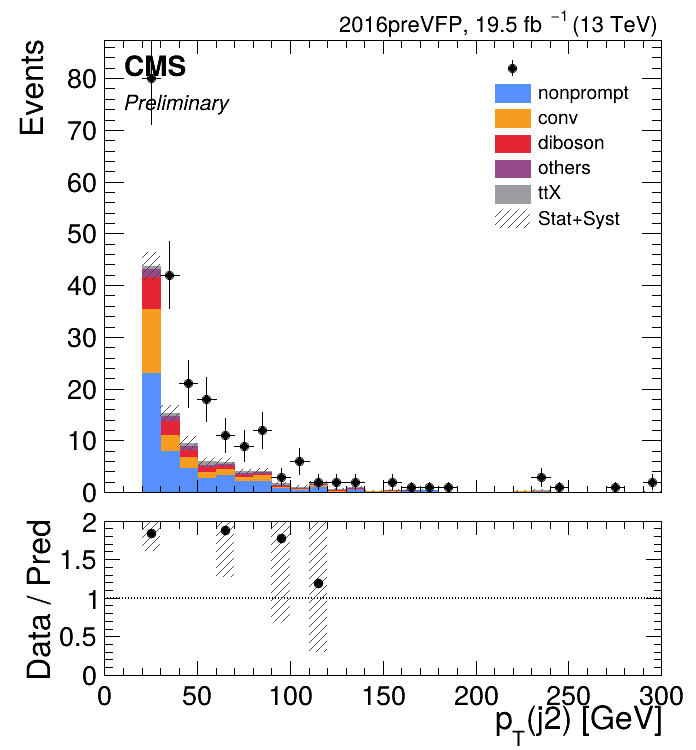 2016preVFP, 19.5 fb⁻¹ (13 TeV)
CMS
Preliminary
Events
80
70
60
50
40
30
20
10
0
nonprompt
conv
diboson
others
ttX
Stat+Syst
Data / Pred
2
1.5
1
0.5
0
0 50 100 150 200 250 300
p_T(j2) [GeV]